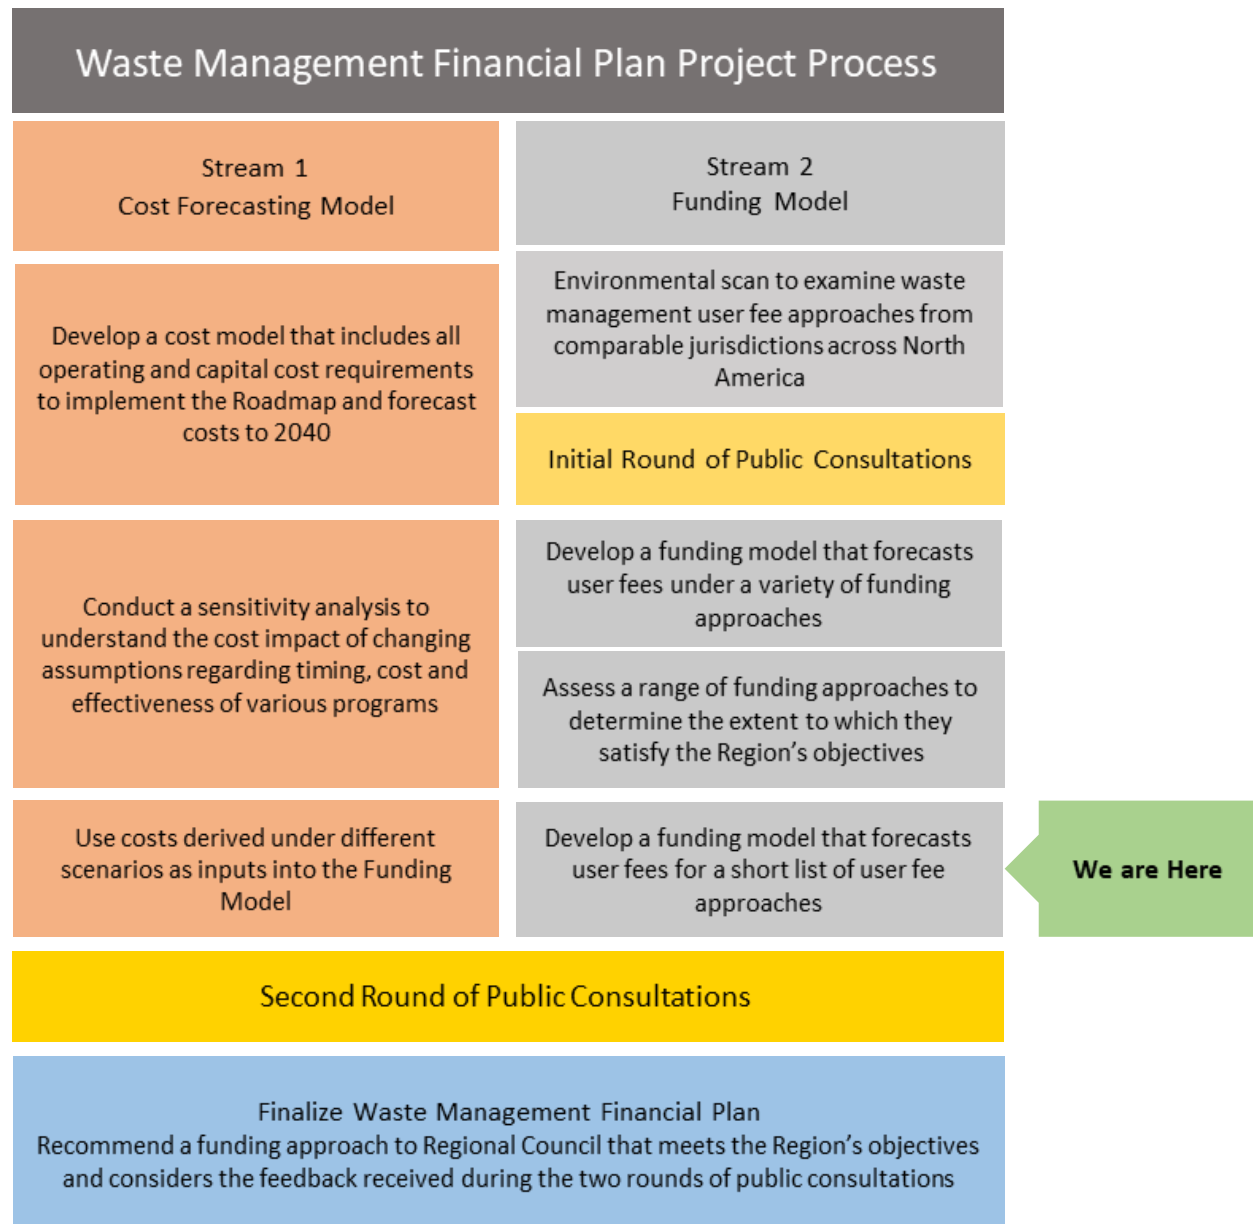 Waste Management Financial Plan Project Process
Stream 1
Cost Forecasting Model
Stream 2
Funding Model
Develop a cost model that includes all
operating and capital cost requirements
to implement the Roadmap and forecast
costs to 2040
Environmental scan to examine waste
management user fee approaches from
comparable jurisdictions across North
America
Initial Round of Public Consultations
Conduct a sensitivity analysis to
understand the cost impact of changing
assumptions regarding timing, cost and
effectiveness of various programs
Develop a funding model that forecasts
user fees under a variety of funding
approaches
Assess a range of funding approaches to
determine the extent to which they
satisfy the Region's objectives
Use costs derived under different
scenarios as inputs into the Funding
Model
Develop a funding model that forecasts
user fees for a short list of user fee
approaches
We are Here
Second Round of Public Consultations
Finalize Waste Management Financial Plan
Recommend a funding approach to Regional Council that meets the Region's objectives
and considers the feedback received during the two rounds of public consultations